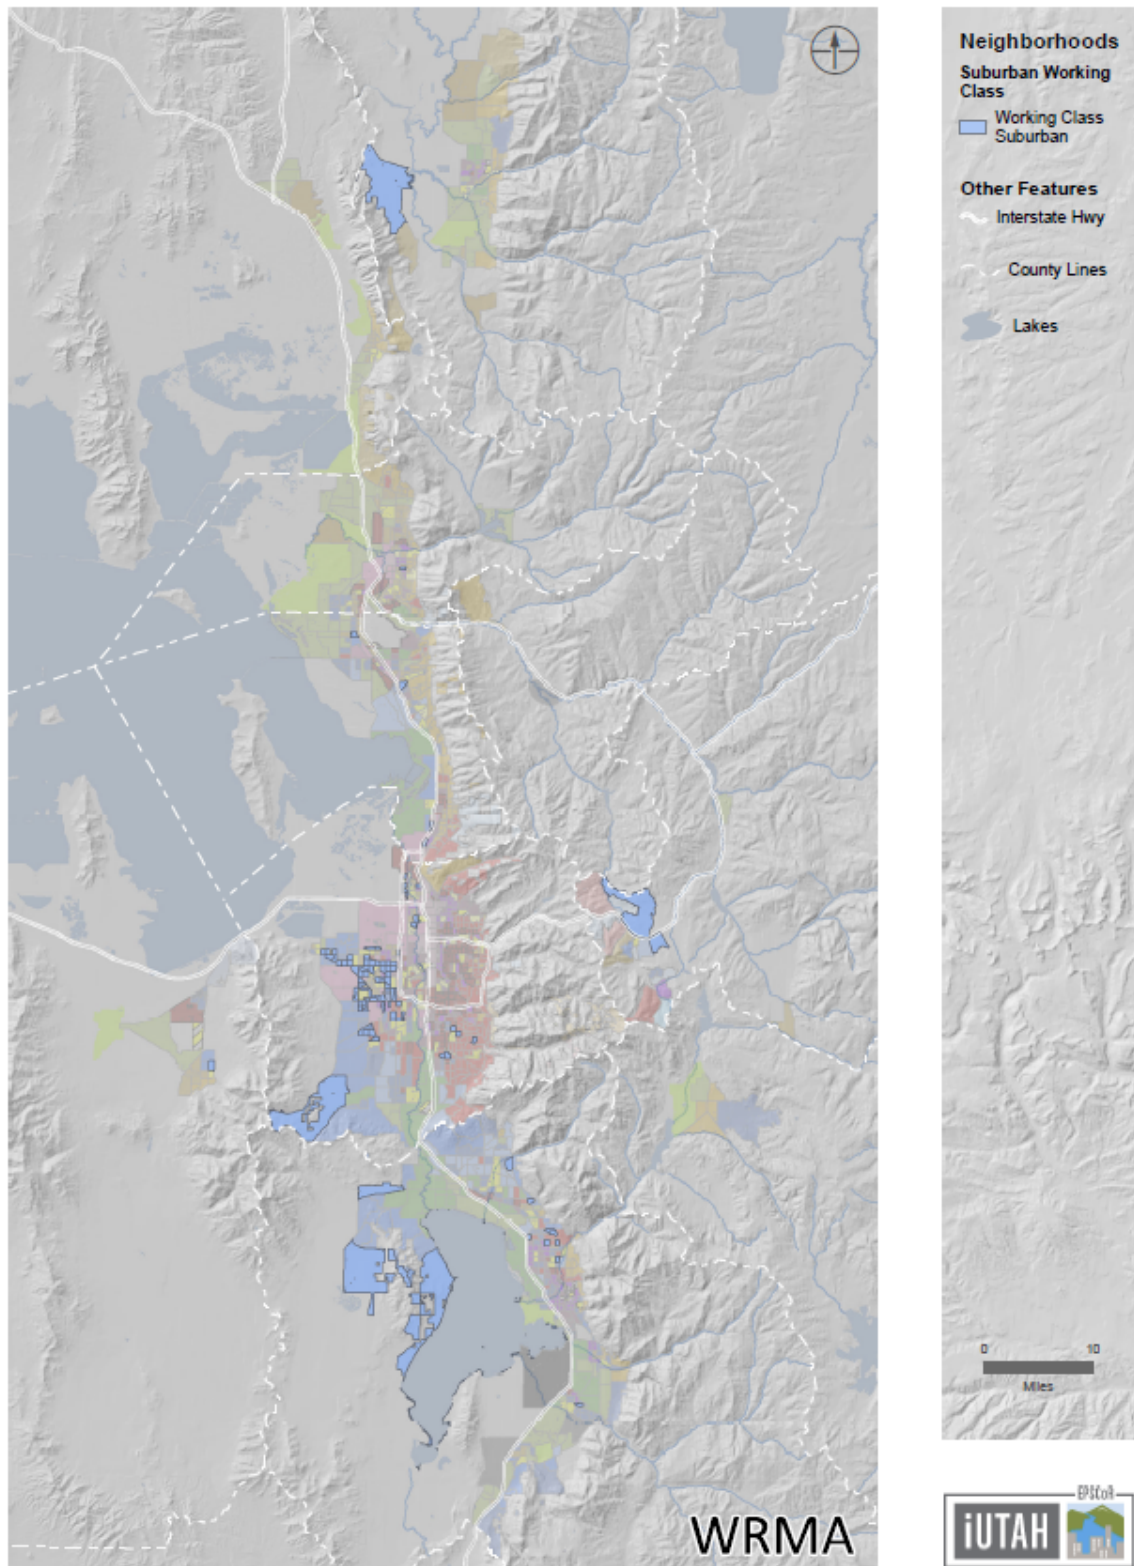 Neighborhoods
Suburban Working
Class
Working Class
Suburban
Other Features
Interstate Hwy
County Lines
Lakes
0 10
Miles
WRMA
EPSCoR
iUTAH